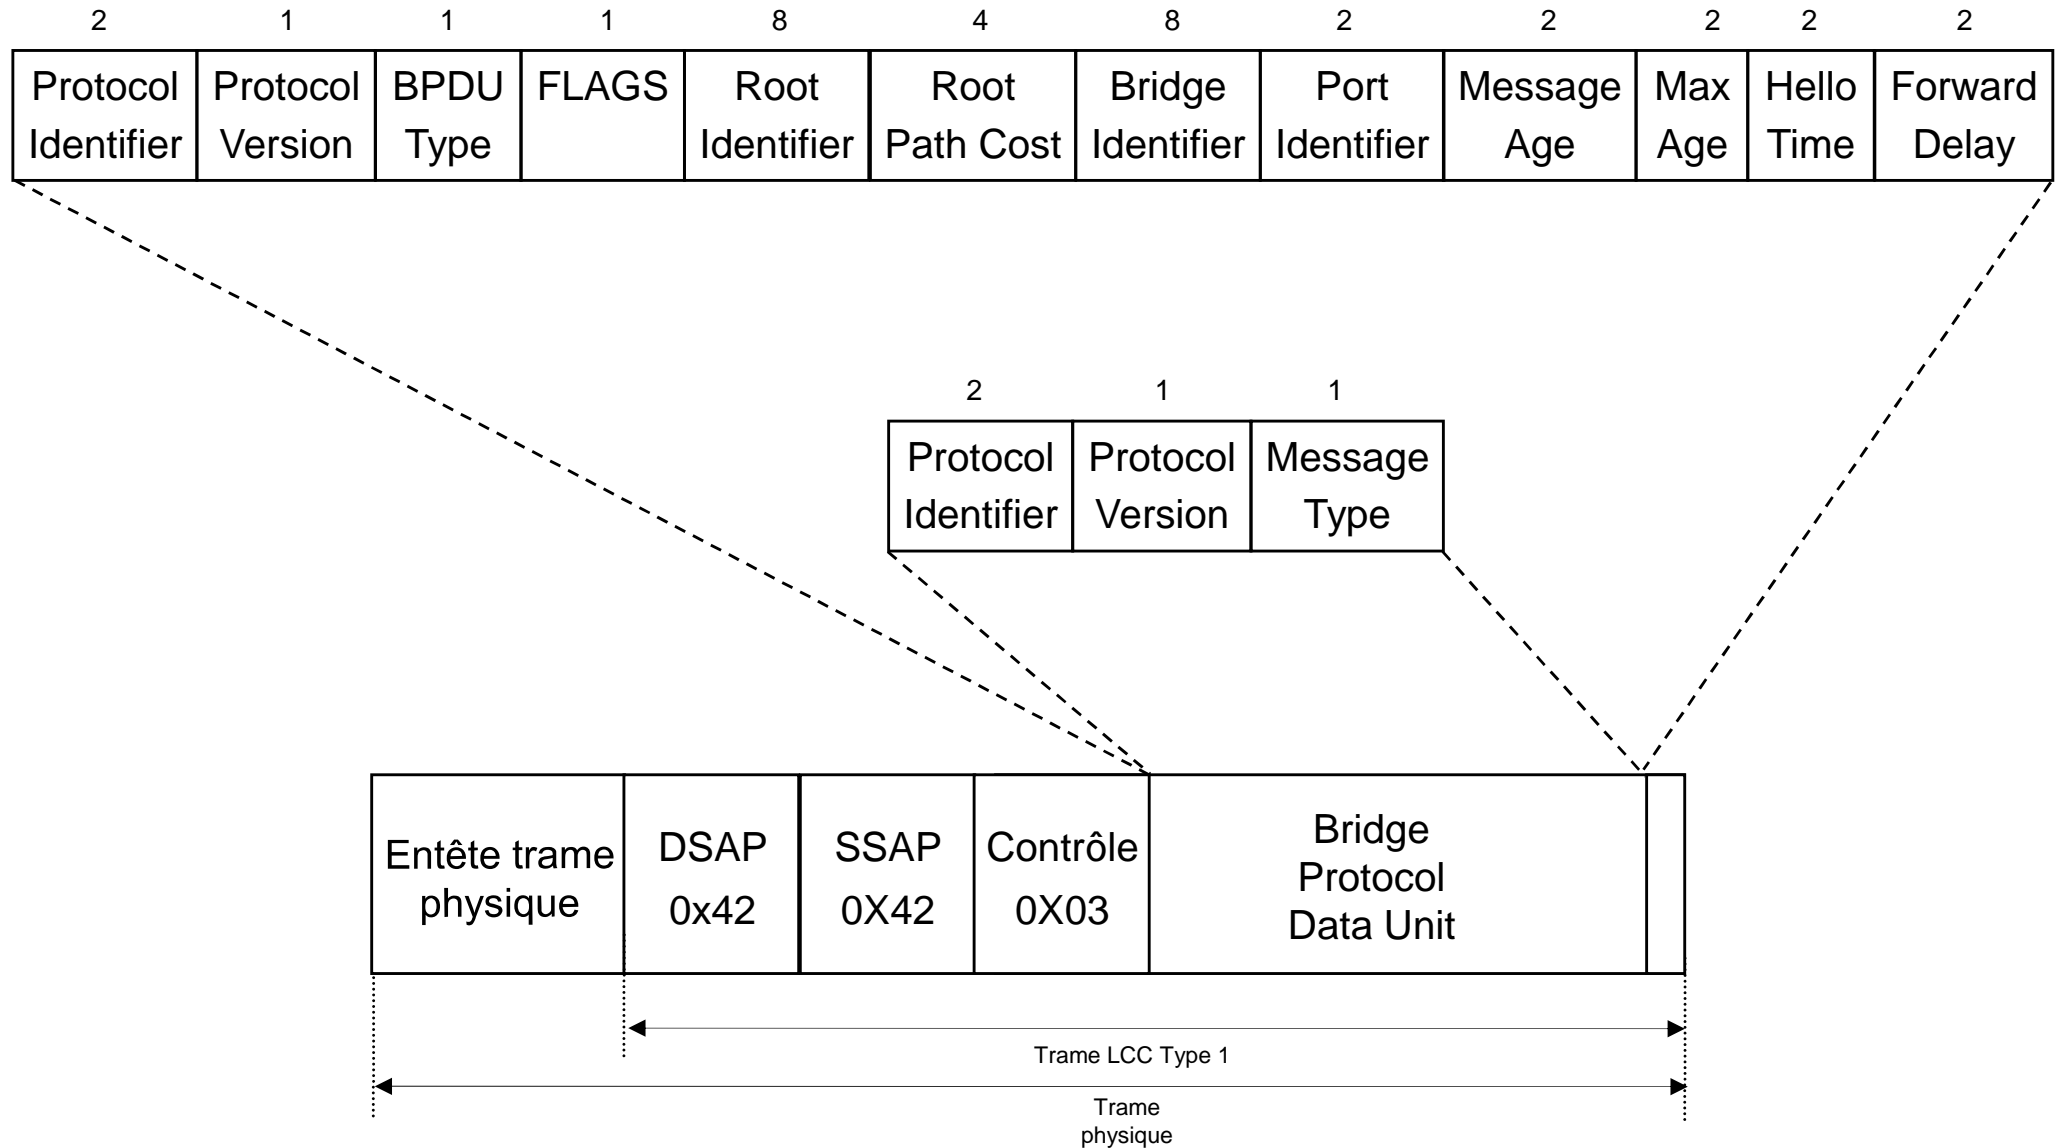 2 1 1 1 8 4 8 2 2 2 2 2
Protocol Protocol BPDU FLAGS Root Root Bridge Port Message Max Hello Forward
Identifier Version Type Identifier Path Cost Identifier Identifier Age Age Time Delay
2 1 1
Protocol Protocol Message
Identifier Version Type
Entête trame
physique
DSAP
0x42
SSAP
0X42
Contrôle
0X03
Bridge
Protocol
Data Unit
Trame LCC Type 1
Trame
physique